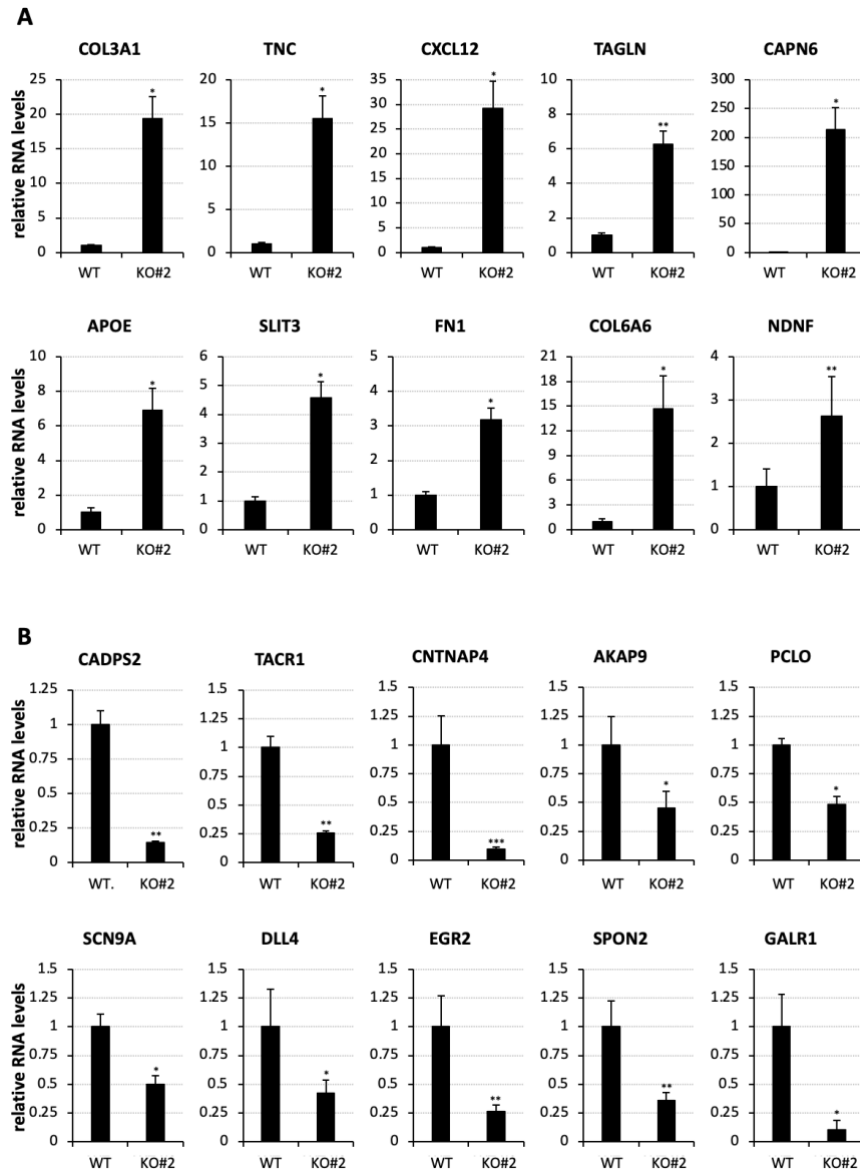 A
COL3A1 TNC CXCL12 TAGLN CAPN6
relative RNA levels
25 20 15 10 5 0
*
WT KO#2
20 15 10 5 0
*
WT KO#2
35 30 25 20 15 10 5 0
*
WT KO#2
10 8 6 4 2 0
**
WT KO#2
300 250 200 150 100 50 0
*
WT KO#2
APOE SLIT3 FN1 COL6A6 NDNF
relative RNA levels
10 8 6 4 2 0
*
WT KO#2
6 5 4 3 2 1 0
*
WT KO#2
5 4 3 2 1 0
*
WT KO#2
21 18 15 12 9 6 3 0
*
WT KO#2
4 3 2 1 0
**
WT KO#2
B
CADPS2 TACR1 CNTNAP4 AKAP9 PCLO
relative RNA levels
1.25 1 0.75 0.5 0.25 0
**
WT. KO#2
1.5 1.25 1 0.75 0.5 0.25 0
**
WT KO#2
1.5 1.25 1 0.75 0.5 0.25 0
***
WT KO#2
1.5 1.25 1 0.75 0.5 0.25 0
*
WT KO#2
1.5 1.25 1 0.75 0.5 0.25 0
*
WT KO#2
SCN9A DLL4 EGR2 SPON2 GALR1
relative RNA levels
1.5 1.25 1 0.75 0.5 0.25 0
*
WT KO#2
1.5 1.25 1 0.75 0.5 0.25 0
*
WT KO#2
1.5 1.25 1 0.75 0.5 0.25 0
**
WT KO#2
1.5 1.25 1 0.75 0.5 0.25 0
**
WT KO#2
1.5 1.25 1 0.75 0.5 0.25 0
*
WT KO#2